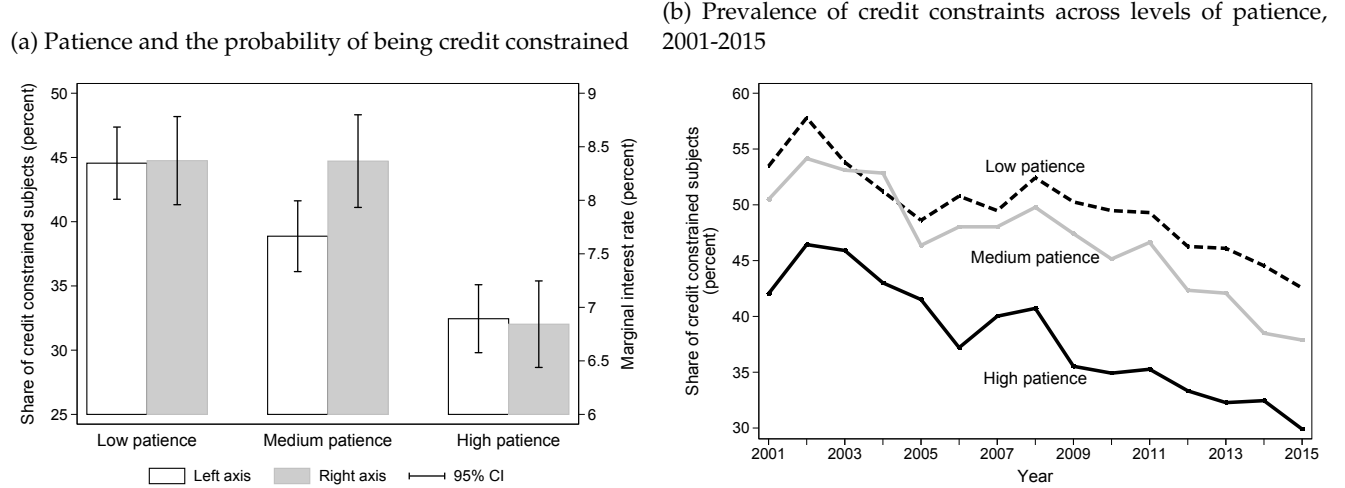 (a) Patience and the probability of being credit constrained
(b) Prevalence of credit constraints across levels of patience,
2001-2015
Share of credit constrained subjects (percent)
50
45
40
35
30
25
Marginal interest rate (percent)
9
8.5
8
7.5
7
6.5
6
Low patience Medium patience High patience
Left axis Right axis 95% CI
Share of credit constrained subjects
(percent)
60
55
50
45
40
35
30
Low patience
Medium patience
High patience
2001 2003 2005 2007 2009 2011 2013 2015
Year